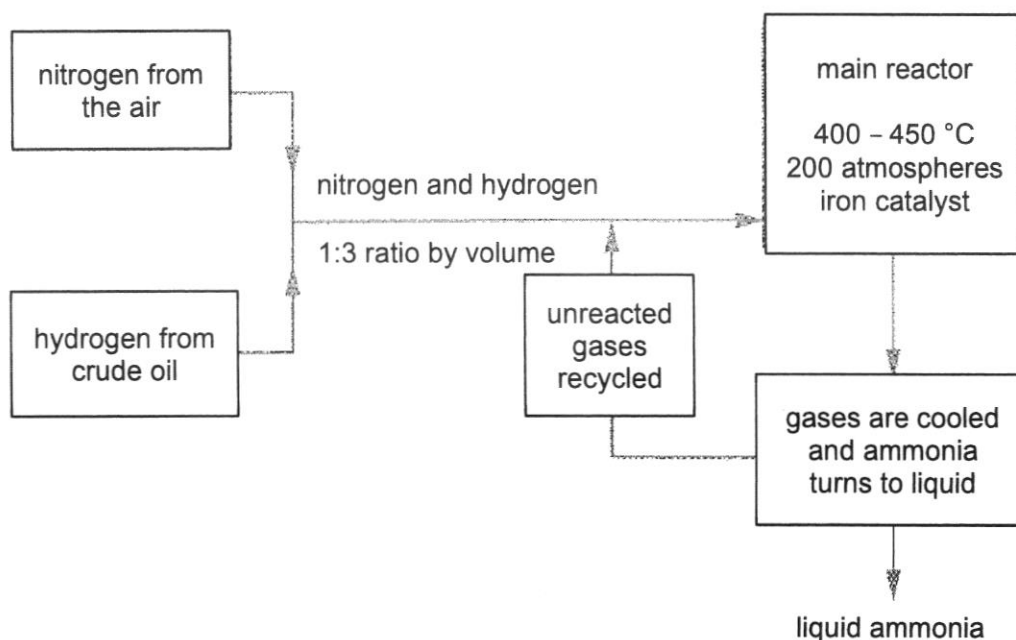 nitrogen from
the air
nitrogen and hydrogen
1:3 ratio by volume
hydrogen from
crude oil
main reactor
400 – 450 °C
200 atmospheres
iron catalyst
unreacted
gases
recycled
gases are cooled
and ammonia
turns to liquid
liquid ammonia